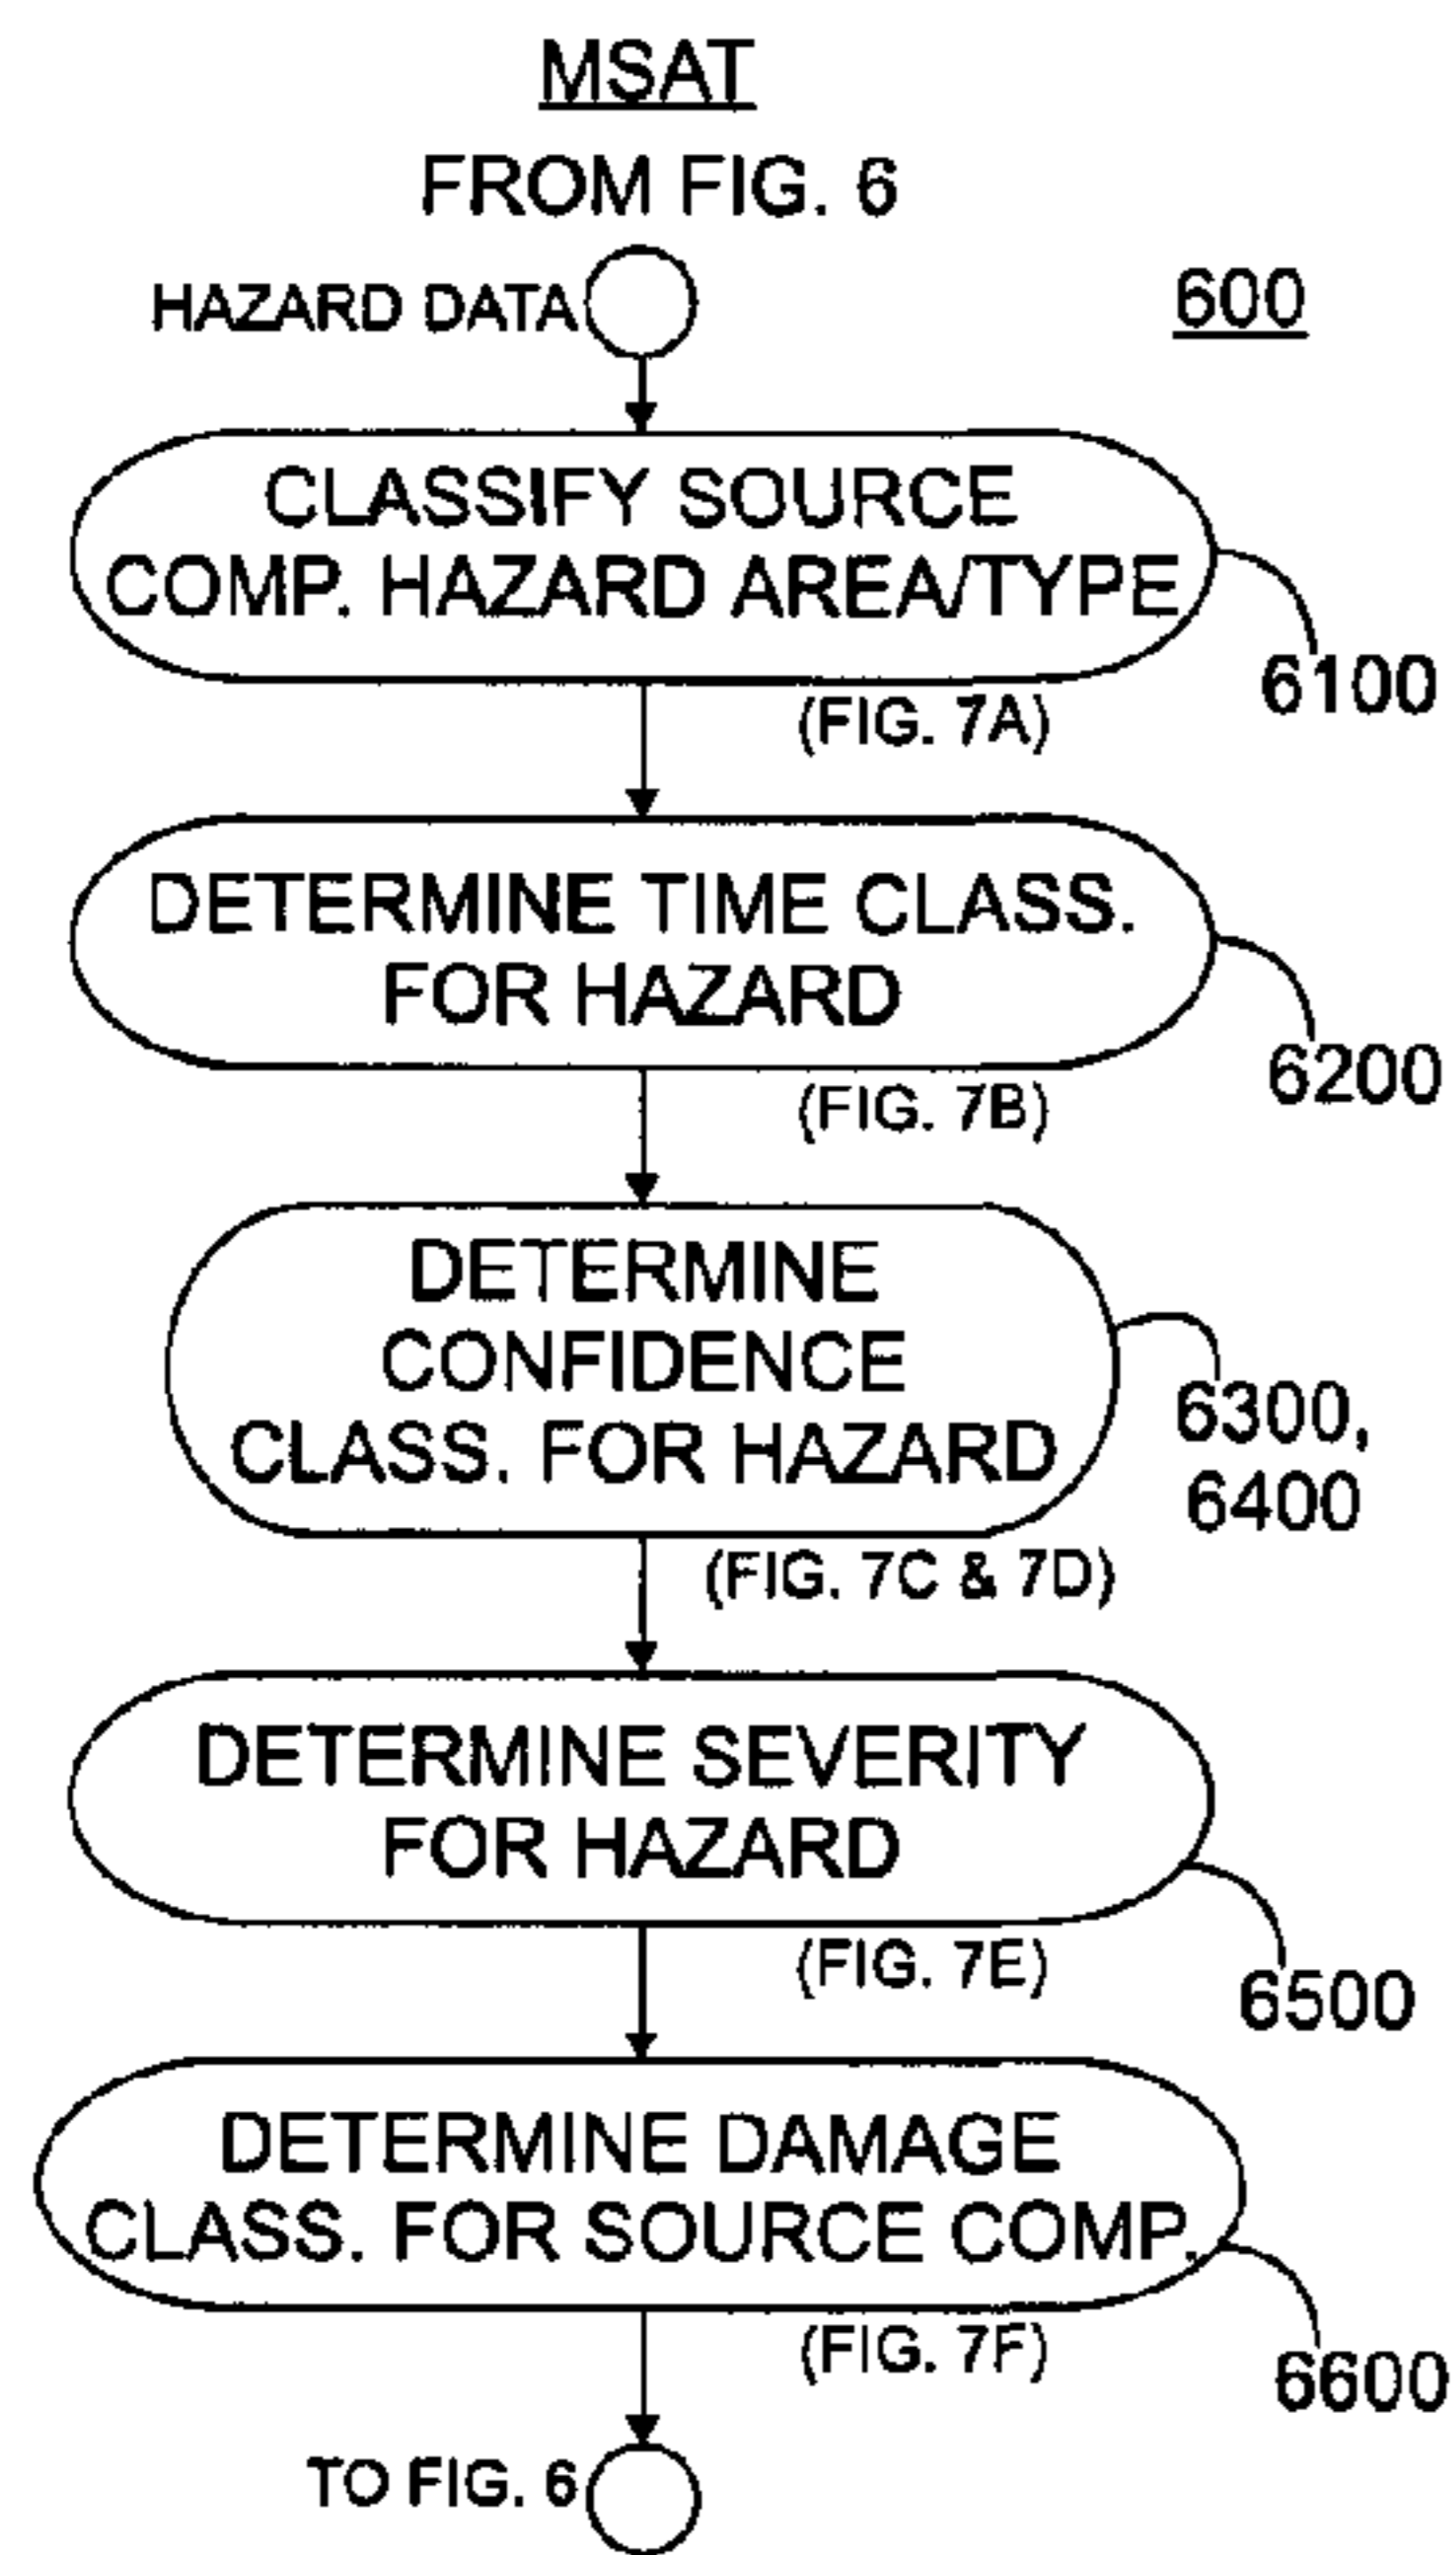 MSAT
FROM FIG. 6
HAZARD DATA
600
CLASSIFY SOURCE
COMP. HAZARD AREA/TYPE
6100
(FIG. 7A)
DETERMINE TIME CLASS.
FOR HAZARD
6200
(FIG. 7B)
DETERMINE
CONFIDENCE
CLASS. FOR HAZARD
6300,
6400
(FIG. 7C & 7D)
DETERMINE SEVERITY
FOR HAZARD
6500
(FIG. 7E)
DETERMINE DAMAGE
CLASS. FOR SOURCE COMP.
6600
(FIG. 7F)
TO FIG. 6